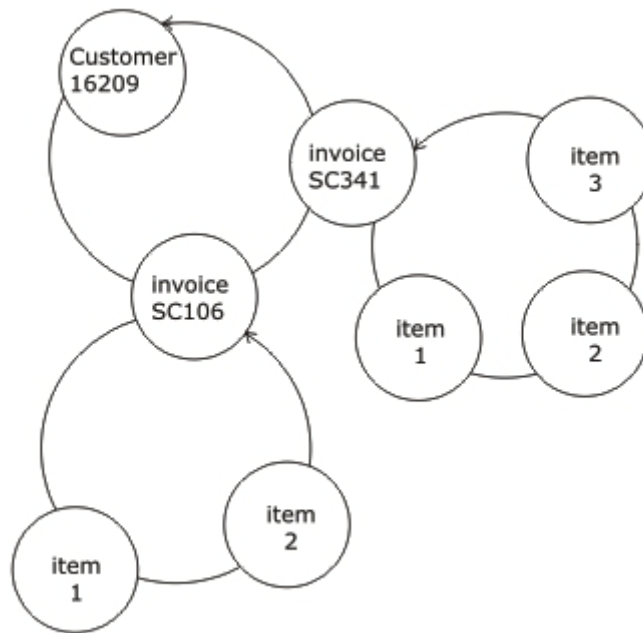 Customer
16209
invoice
SC341
item
3
invoice
SC106
item
1
item
2
item
2
item
1